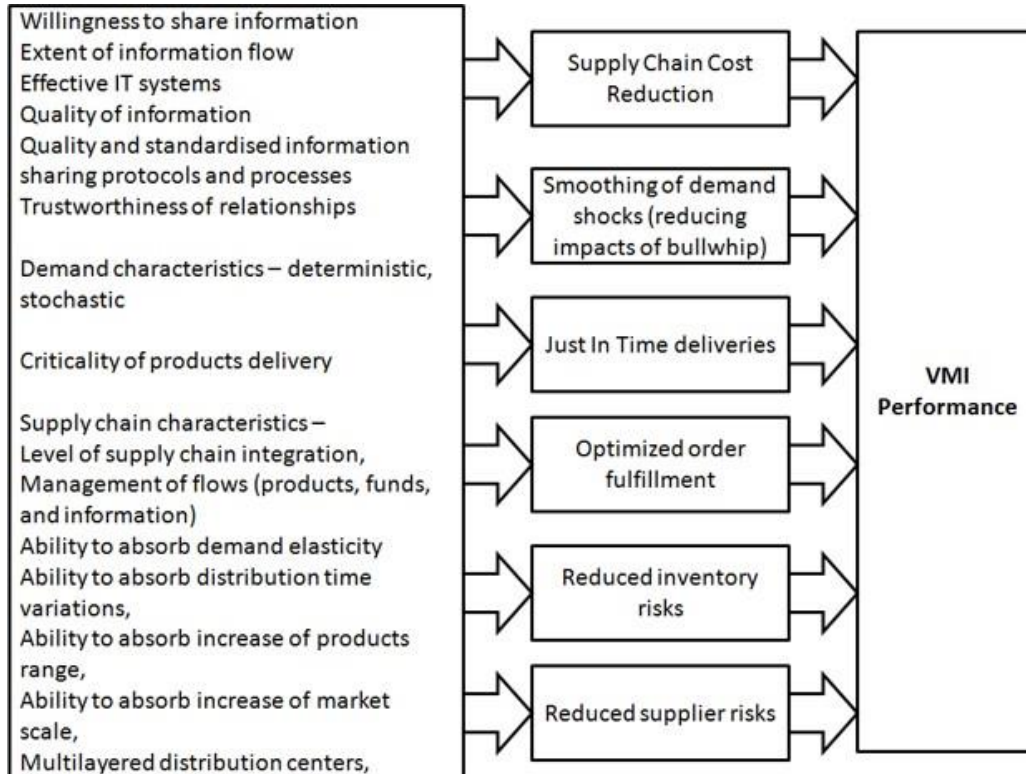 Willingness to share information
Extent of information flow
Effective IT systems
Quality of information
Quality and standardised information
sharing protocols and processes
Trustworthiness of relationships
Demand characteristics – deterministic,
stochastic
Criticality of products delivery
Supply chain characteristics –
Level of supply chain integration,
Management of flows (products, funds,
and information)
Ability to absorb demand elasticity
Ability to absorb distribution time
variations,
Ability to absorb increase of products
range,
Ability to absorb increase of market
scale,
Multilayered distribution centers,
Supply Chain Cost
Reduction
Smoothing of demand
shocks (reducing
impacts of bullwhip)
Just In Time deliveries
Optimized order
fulfillment
Reduced inventory
risks
Reduced supplier risks
VMI
Performance